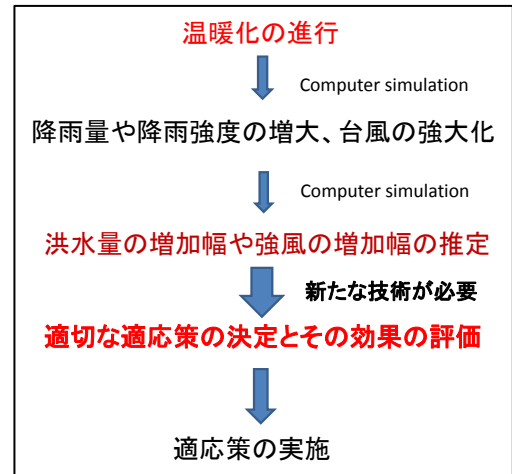 温暖化の進行
Computer simulation
降雨量や降雨強度の増大、台風の強大化
Computer simulation
洪水量の増加幅や強風の増加幅の推定
新たな技術が必要
適切な適応策の決定とその効果の評価
適応策の実施